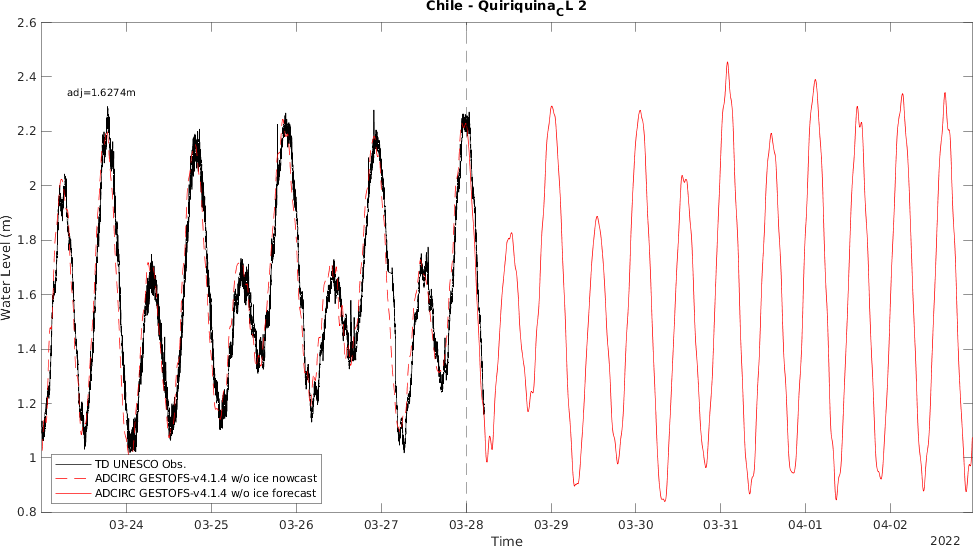 Chile - Quiriquina_CL 2
adj=1.6274m
2.6
2.4
2.2
2
1.8
1.6
1.4
1.2
1
0.8
Water Level (m)
TD UNESCO Obs.
ADCIRC GESTOFS-v4.1.4 w/o ice nowcast
ADCIRC GESTOFS-v4.1.4 w/o ice forecast
03-24 03-25 03-26 03-27 03-28 03-29 03-30 03-31 04-01 04-02
Time
2022